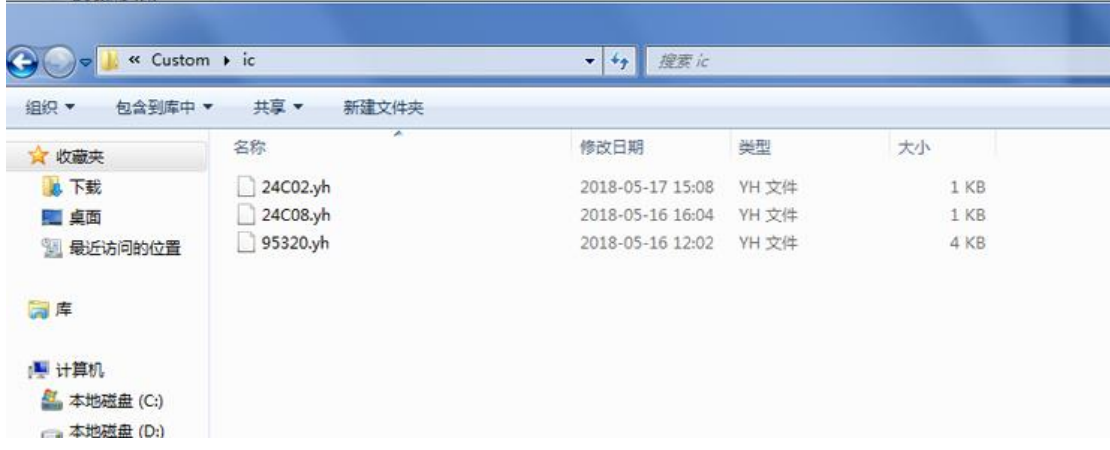 « Custom ▸ ic
搜索 ic
组织 ▼ 包含到库中 ▼ 共享 ▼ 新建文件夹
名称 修改日期 类型 大小
收藏夹
下载
桌面
最近访问的位置
库
计算机
本地磁盘 (C:)
本地磁盘 (D:)
24C02.yh 2018-05-17 15:08 YH 文件 1 KB
24C08.yh 2018-05-16 16:04 YH 文件 1 KB
95320.yh 2018-05-16 12:02 YH 文件 4 KB